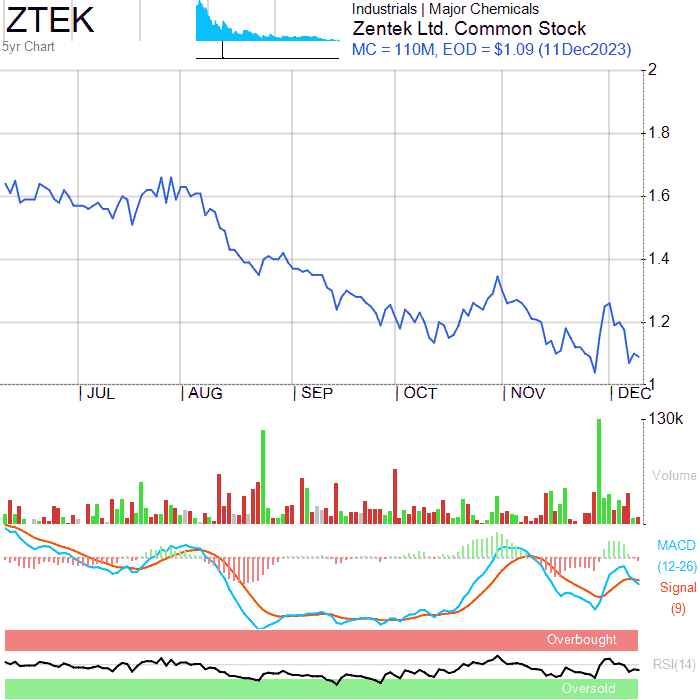 ZTEK
5yr Chart
Industrials | Major Chemicals
Zentek Ltd. Common Stock
MC = 110M, EOD = $1.09 (11Dec2023)
2
1.8
1.6
1.4
1.2
1
JUL AUG SEP OCT NOV DEC
130k
Volume
MACD
(12-26)
Signal
(9)
Overbought
RSI(14)
Oversold